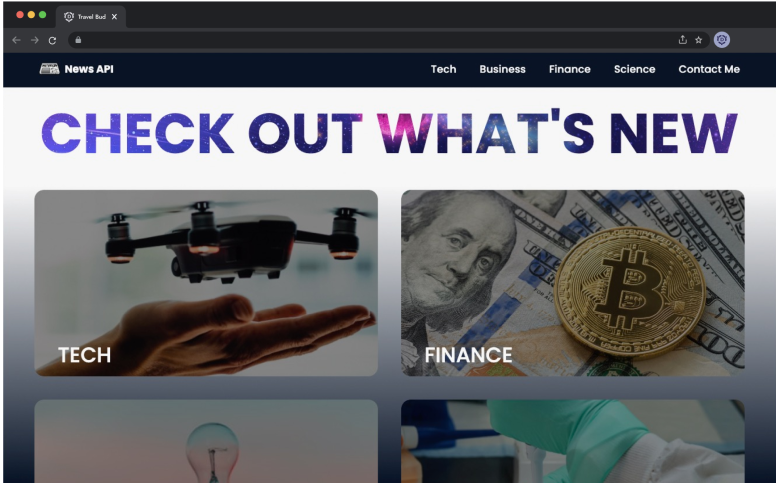 Travel Bud X
News API Tech Business Finance Science Contact Me
CHECK OUT WHAT'S NEW
TECH
FINANCE